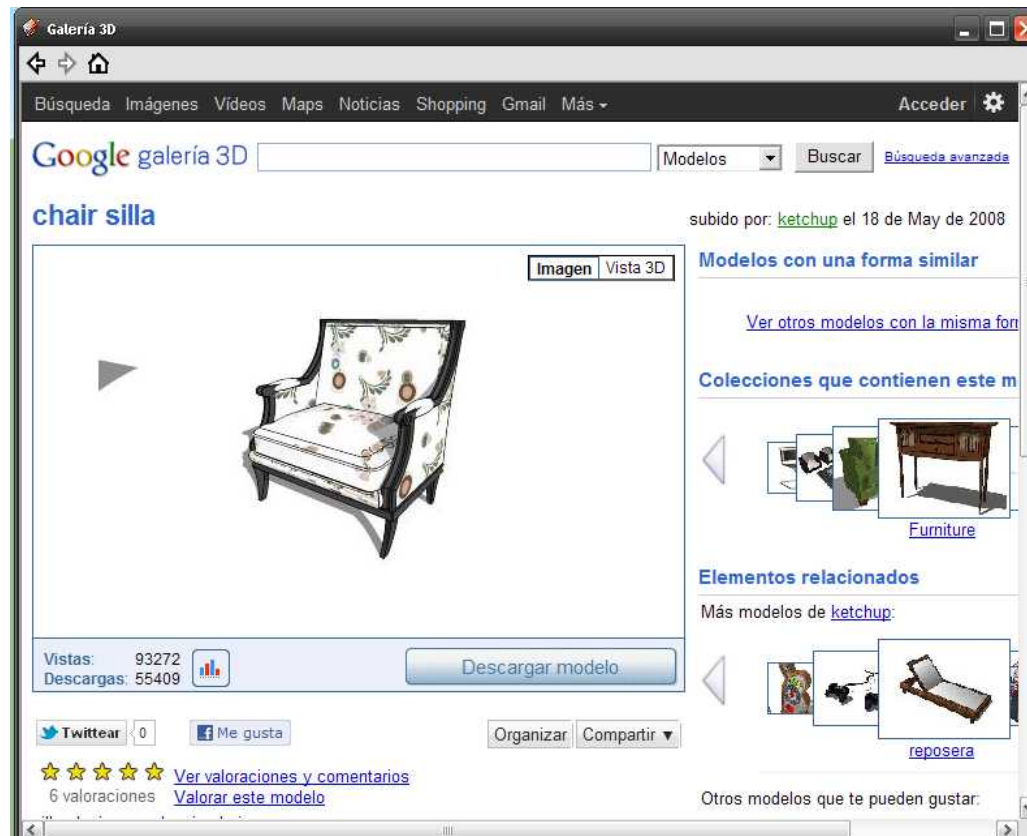 Galería 3D
Búsqueda Imágenes Vídeos Maps Noticias Shopping Gmail Más Acceder
Google galería 3D Modelos Buscar Búsqueda avanzada
chair silla
subido por: ketchup el 18 de May de 2008
Imagen Vista 3D
Modelos con una forma similar
Ver otros modelos con la misma for
Colecciones que contienen este m
Furniture
Elementos relacionados
Más modelos de ketchup:
Vistas: 93272
Descargas: 55409
Descargar modelo
Twittear 0 Me gusta Organizar Compartir
reposera
Ver valoraciones y comentarios
6 valoraciones Valorar este modelo
Otros modelos que te pueden gustar: